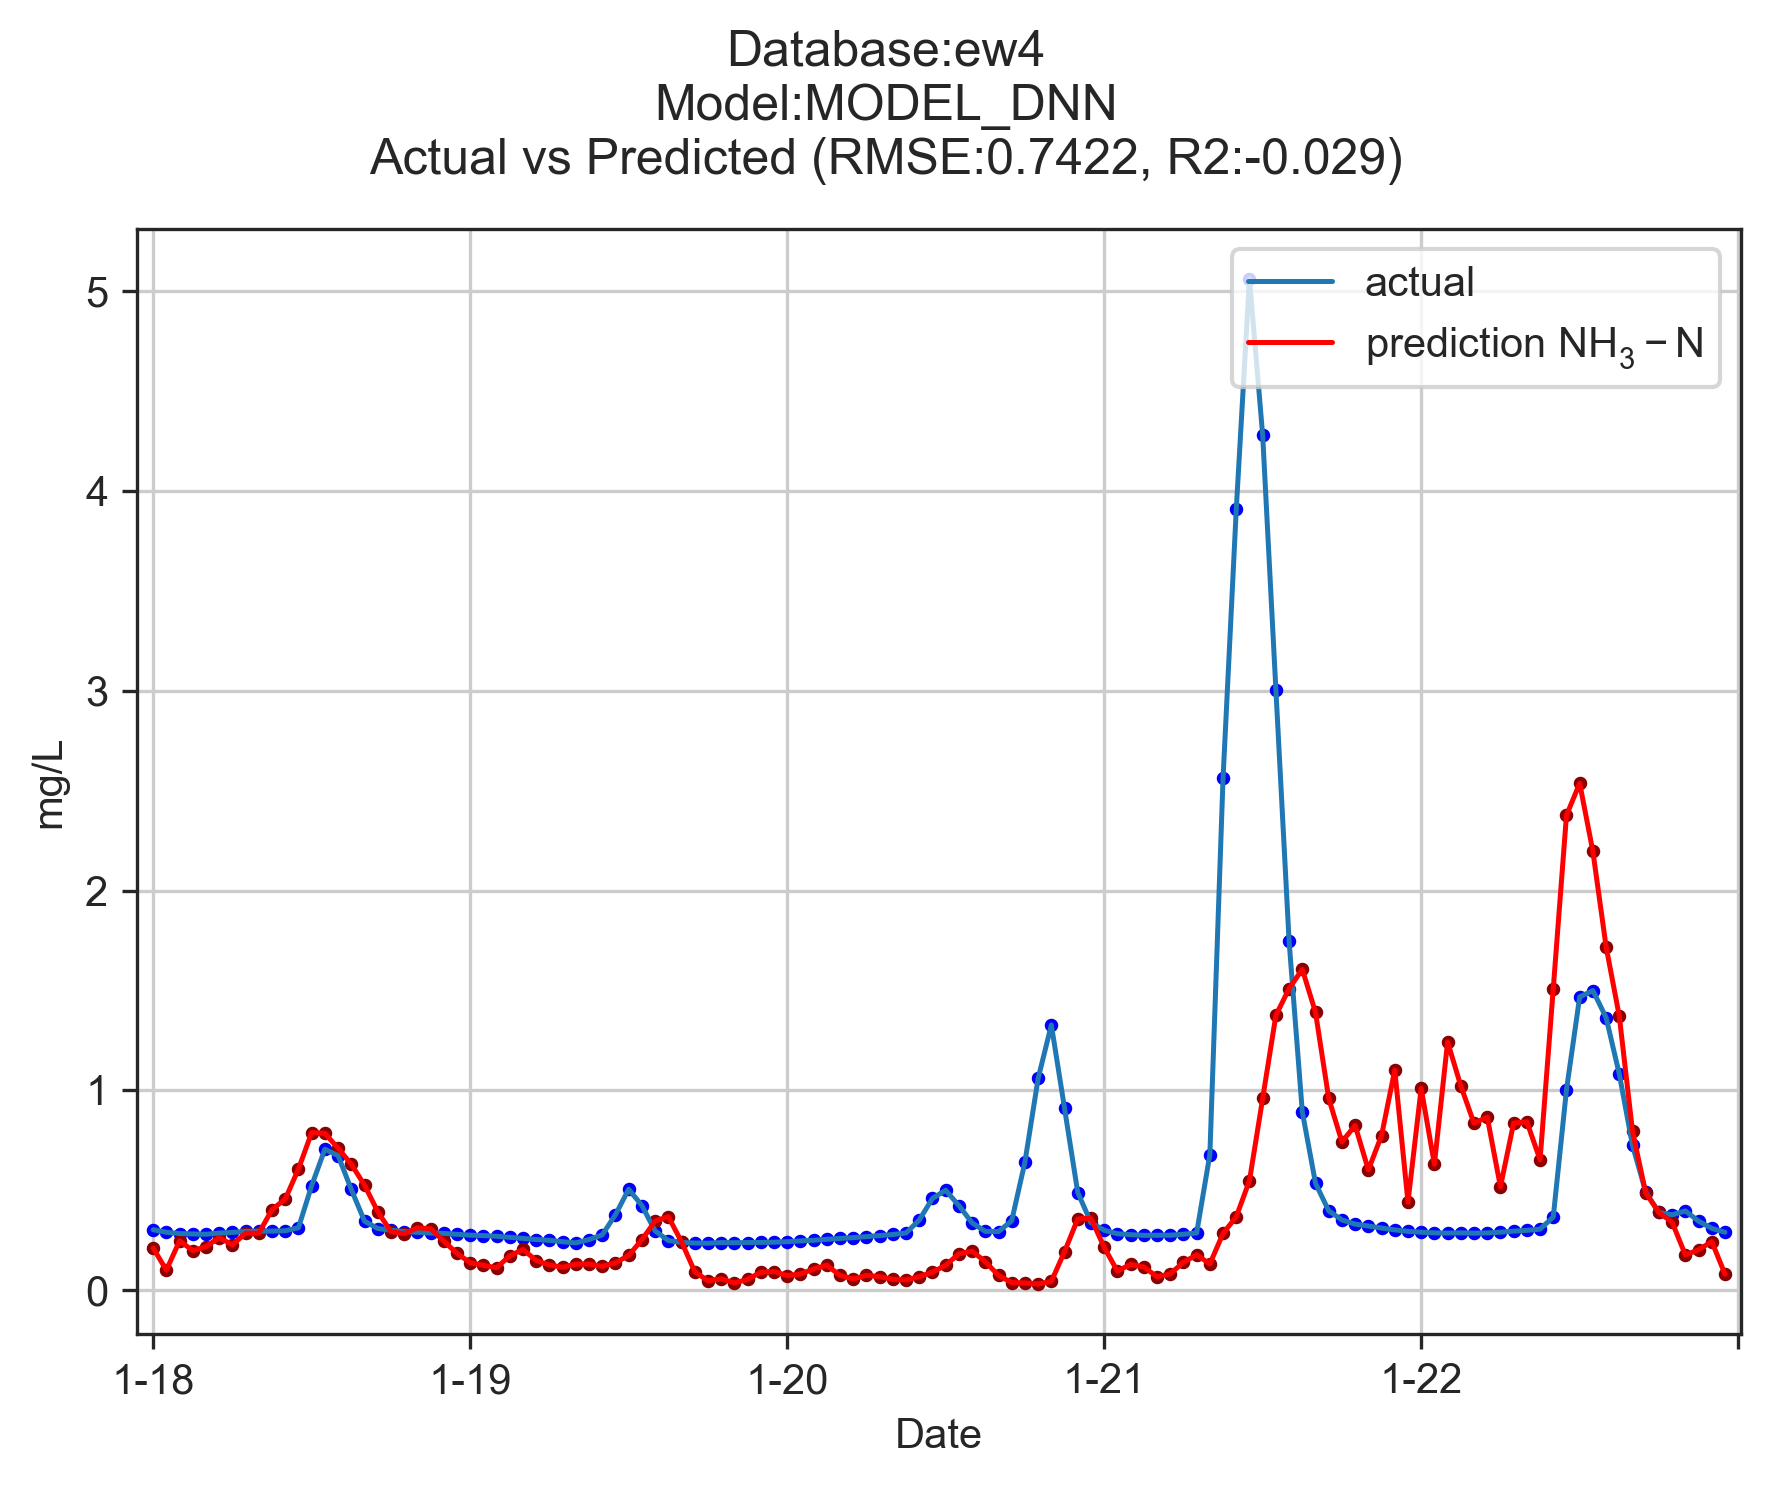 Database:ew4
Model:MODEL_DNN
Actual vs Predicted (RMSE:0.7422, R2:-0.029)
actual
prediction NH₃ − N
5
4
3
2
1
0
mg/L
1-18 1-19 1-20 1-21 1-22
Date